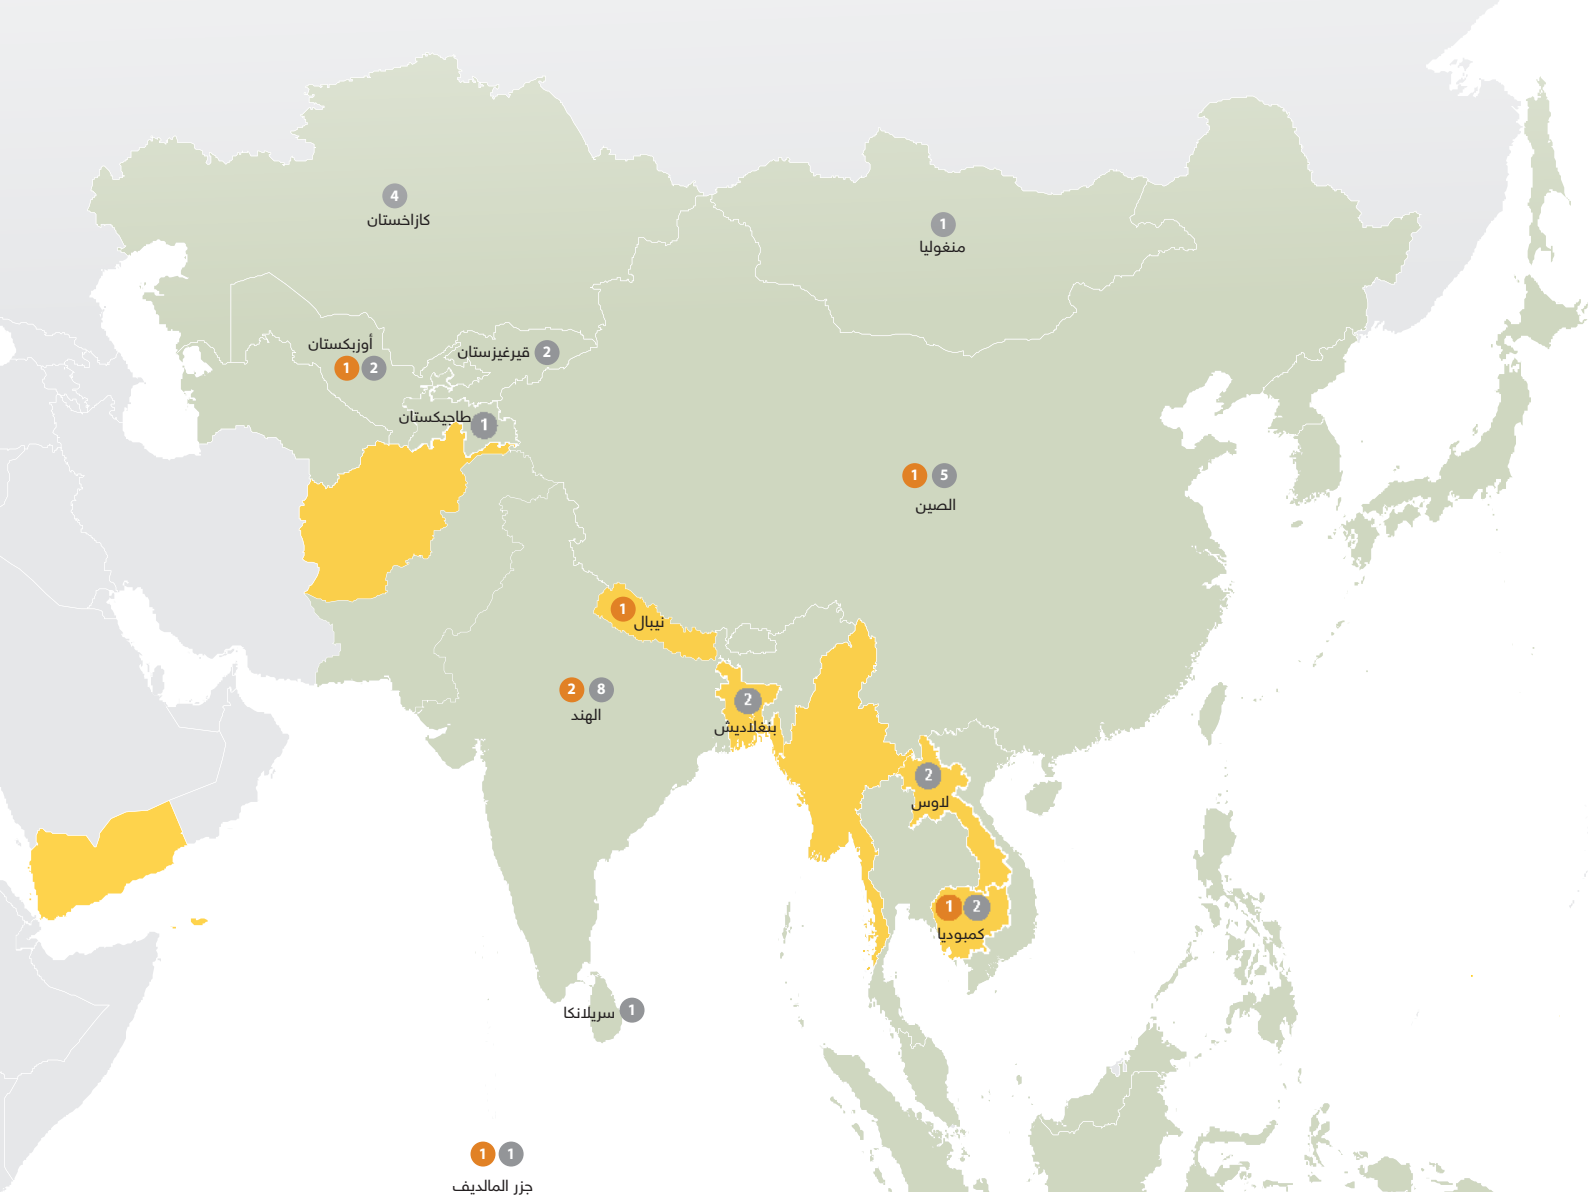 4
كازاخستان
1
منغوليا
أوزبكستان
1 2
قيرغيزستان 2
طاجيكستان 1
1 5
الصين
1
نيبال
2 8
الهند
2
بنغلاديش
2
لاوس
1 2
كمبوديا
سريلانكا 1
1 1
جزر المالديف